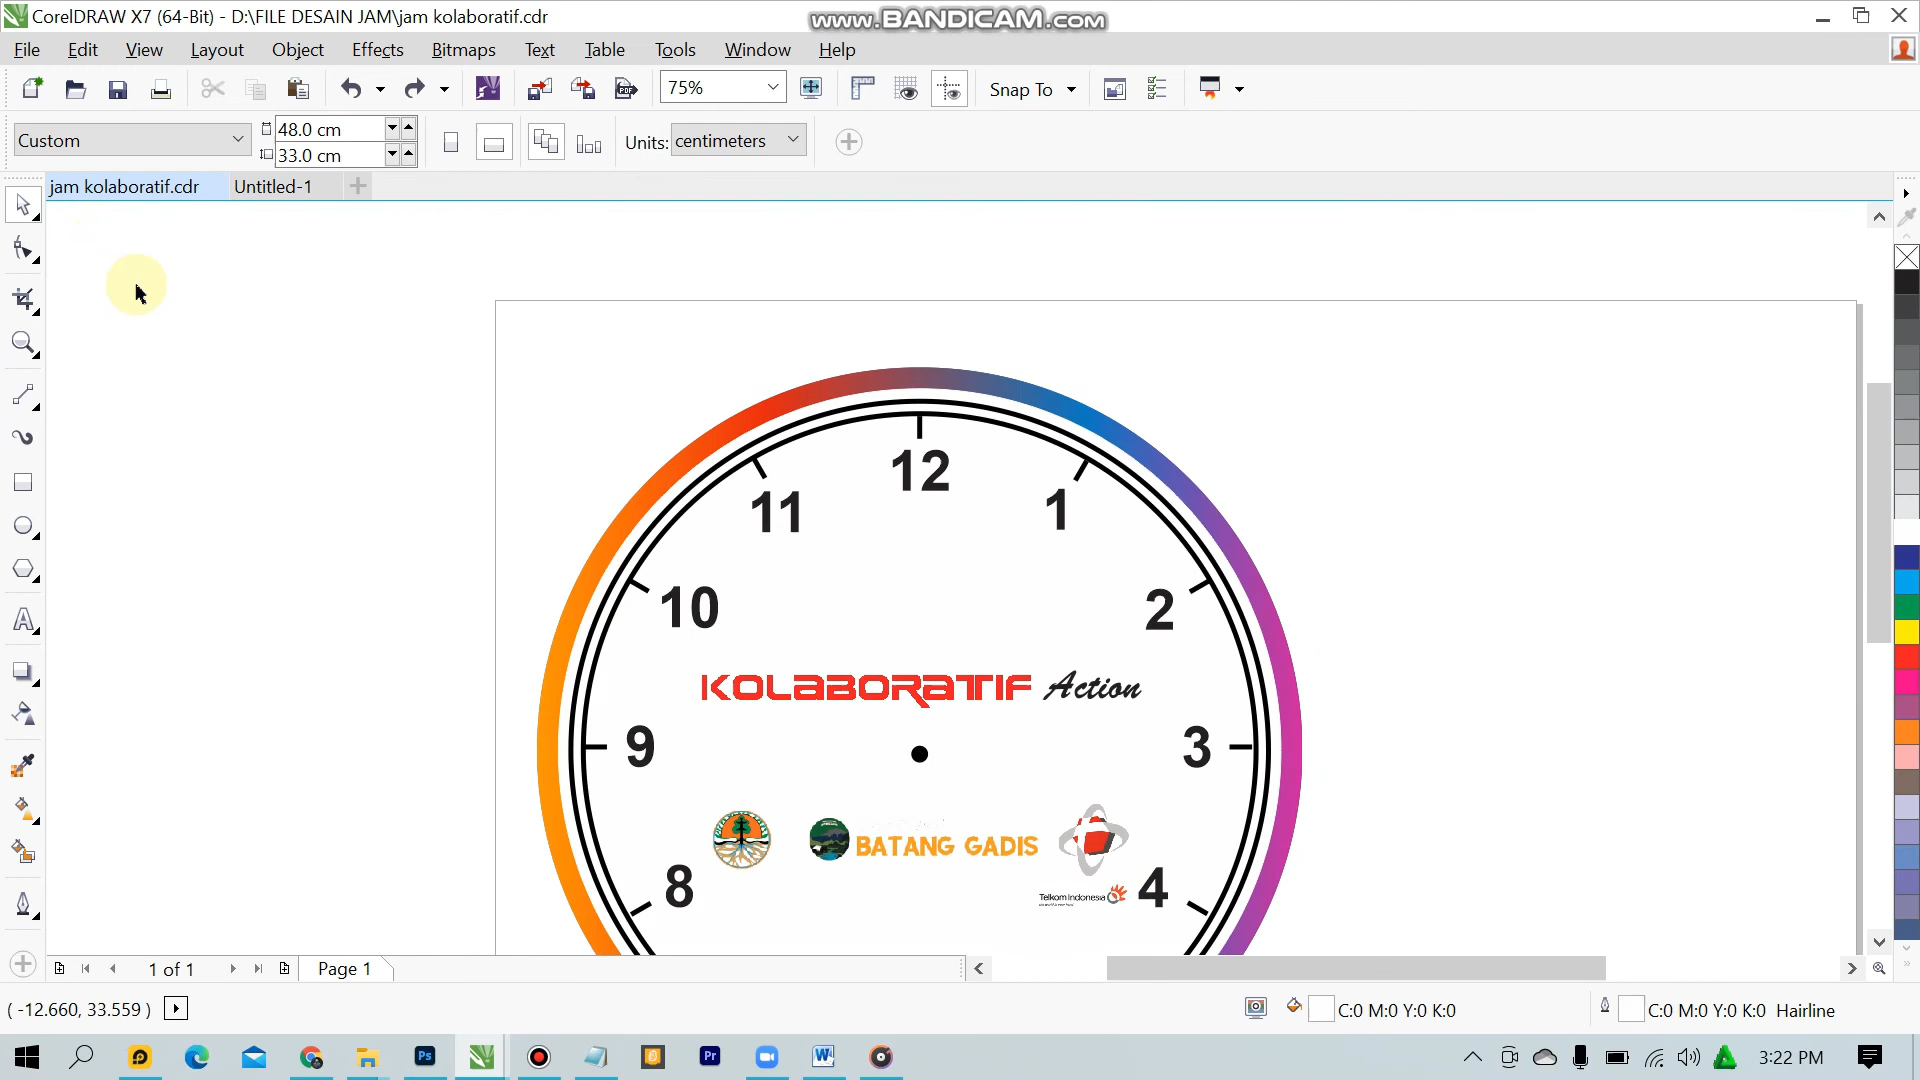 CorelDRAW X7 (64-Bit) - D:\FILE DESAIN JAM\jam kolaboratif.cdr
www.BANDICAM.com
File Edit View Layout Object Effects Bitmaps Text Table Tools Window Help
75% Snap To
Custom 48.0 cm 33.0 cm Units: centimeters
jam kolaboratif.cdr Untitled-1
12
11 1
10 2
KOLABORATIF Action
9 3
BATANG GADIS
8 4
Telkom Indonesia
1 of 1 Page 1
( -12.660, 33.559 ) C:0 M:0 Y:0 K:0 C:0 M:0 Y:0 K:0 Hairline
Ps Pr W 3:22 PM